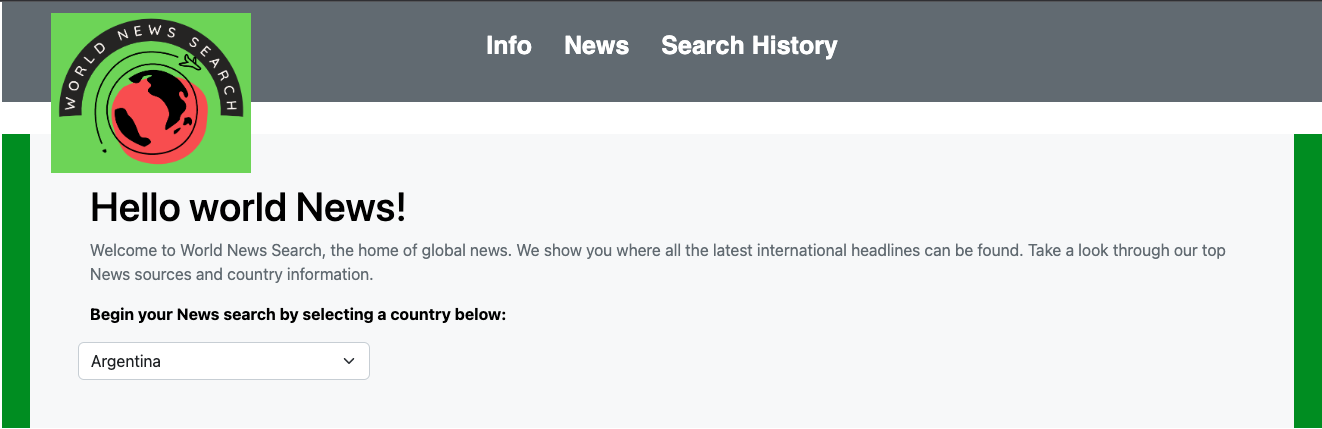 WORLD NEWS SEARCH
Info News Search History
Hello world News!
Welcome to World News Search, the home of global news. We show you where all the latest international headlines can be found. Take a look through our top
News sources and country information.
Begin your News search by selecting a country below:
Argentina